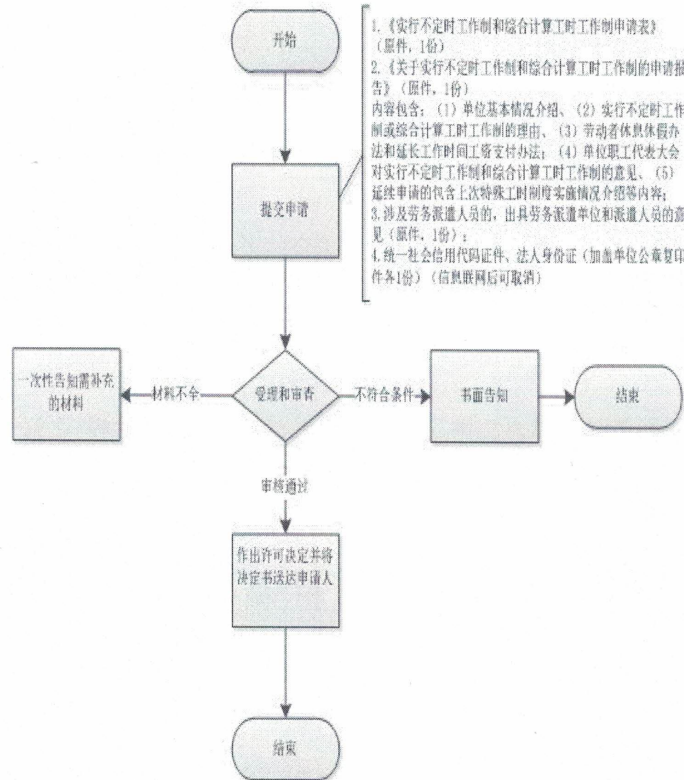 开始
1.《实行不定时工作制和综合计算工时工作制申请表》
（原件，1份）
2.《关于实行不定时工作制和综合计算工时工作制的申请报
告》（原件，1份）
内容包含：（1）单位基本情况介绍、（2）实行不定时工作
制或综合计算工时工作制的理由、（3）劳动者休息休假办
法和延长工作时间工资支付办法；（4）单位职工代表大会
对实行不定时工作制和综合计算工时工作制的意见、（5）
延续申请的包含上次特殊工时制度实施情况介绍等内容；
3.涉及劳务派遣人员的，出具劳务派遣单位和派遣人员的意
见（原件，1份）；
4.统一社会信用代码证件、法人身份证（加盖单位公章复印
件各1份）（信息联网后可取消）
提交申请
一次性告知需补充
的材料
材料不全
受理和审查
不符合条件
书面告知
结束
审核通过
作出许可决定并将
决定书送达申请人
结束